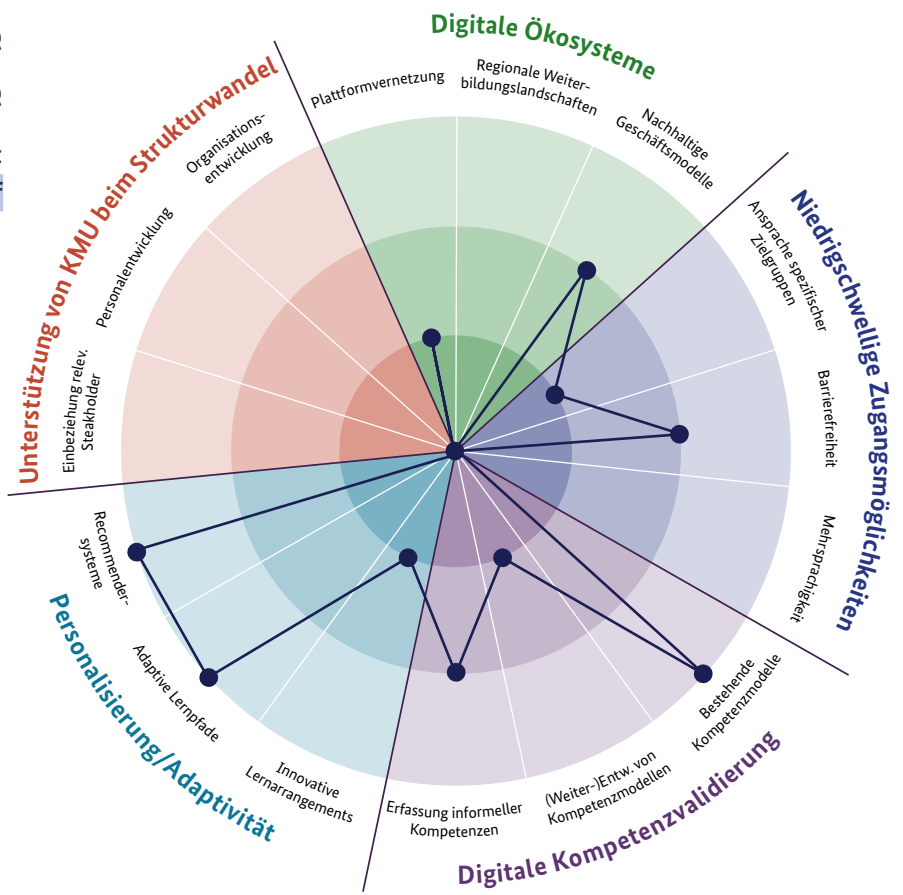 Digitale Ökosysteme
Plattformvernetzung
Regionale Weiter-
bildungslandschaften
Nachhaltige
Geschäftsmodelle
Niedrigschwellige Zugangsmöglichkeiten
Ansprache spezifischer
Zielgruppen
Barrierefreiheit
Mehrsprachigkeit
Digitale Kompetenzvalidierung
Bestehende
Kompetenzmodelle
(Weiter-)Entw. von
Kompetenzmodellen
Erfassung informeller
Kompetenzen
Personalisierung/Adaptivität
Innovative
Lernarrangements
Adaptive Lernpfade
Recommender-
systeme
Unterstützung von KMU beim Strukturwandel
Einbeziehung relev.
Steakholder
Personalentwicklung
Organisations-
entwicklung